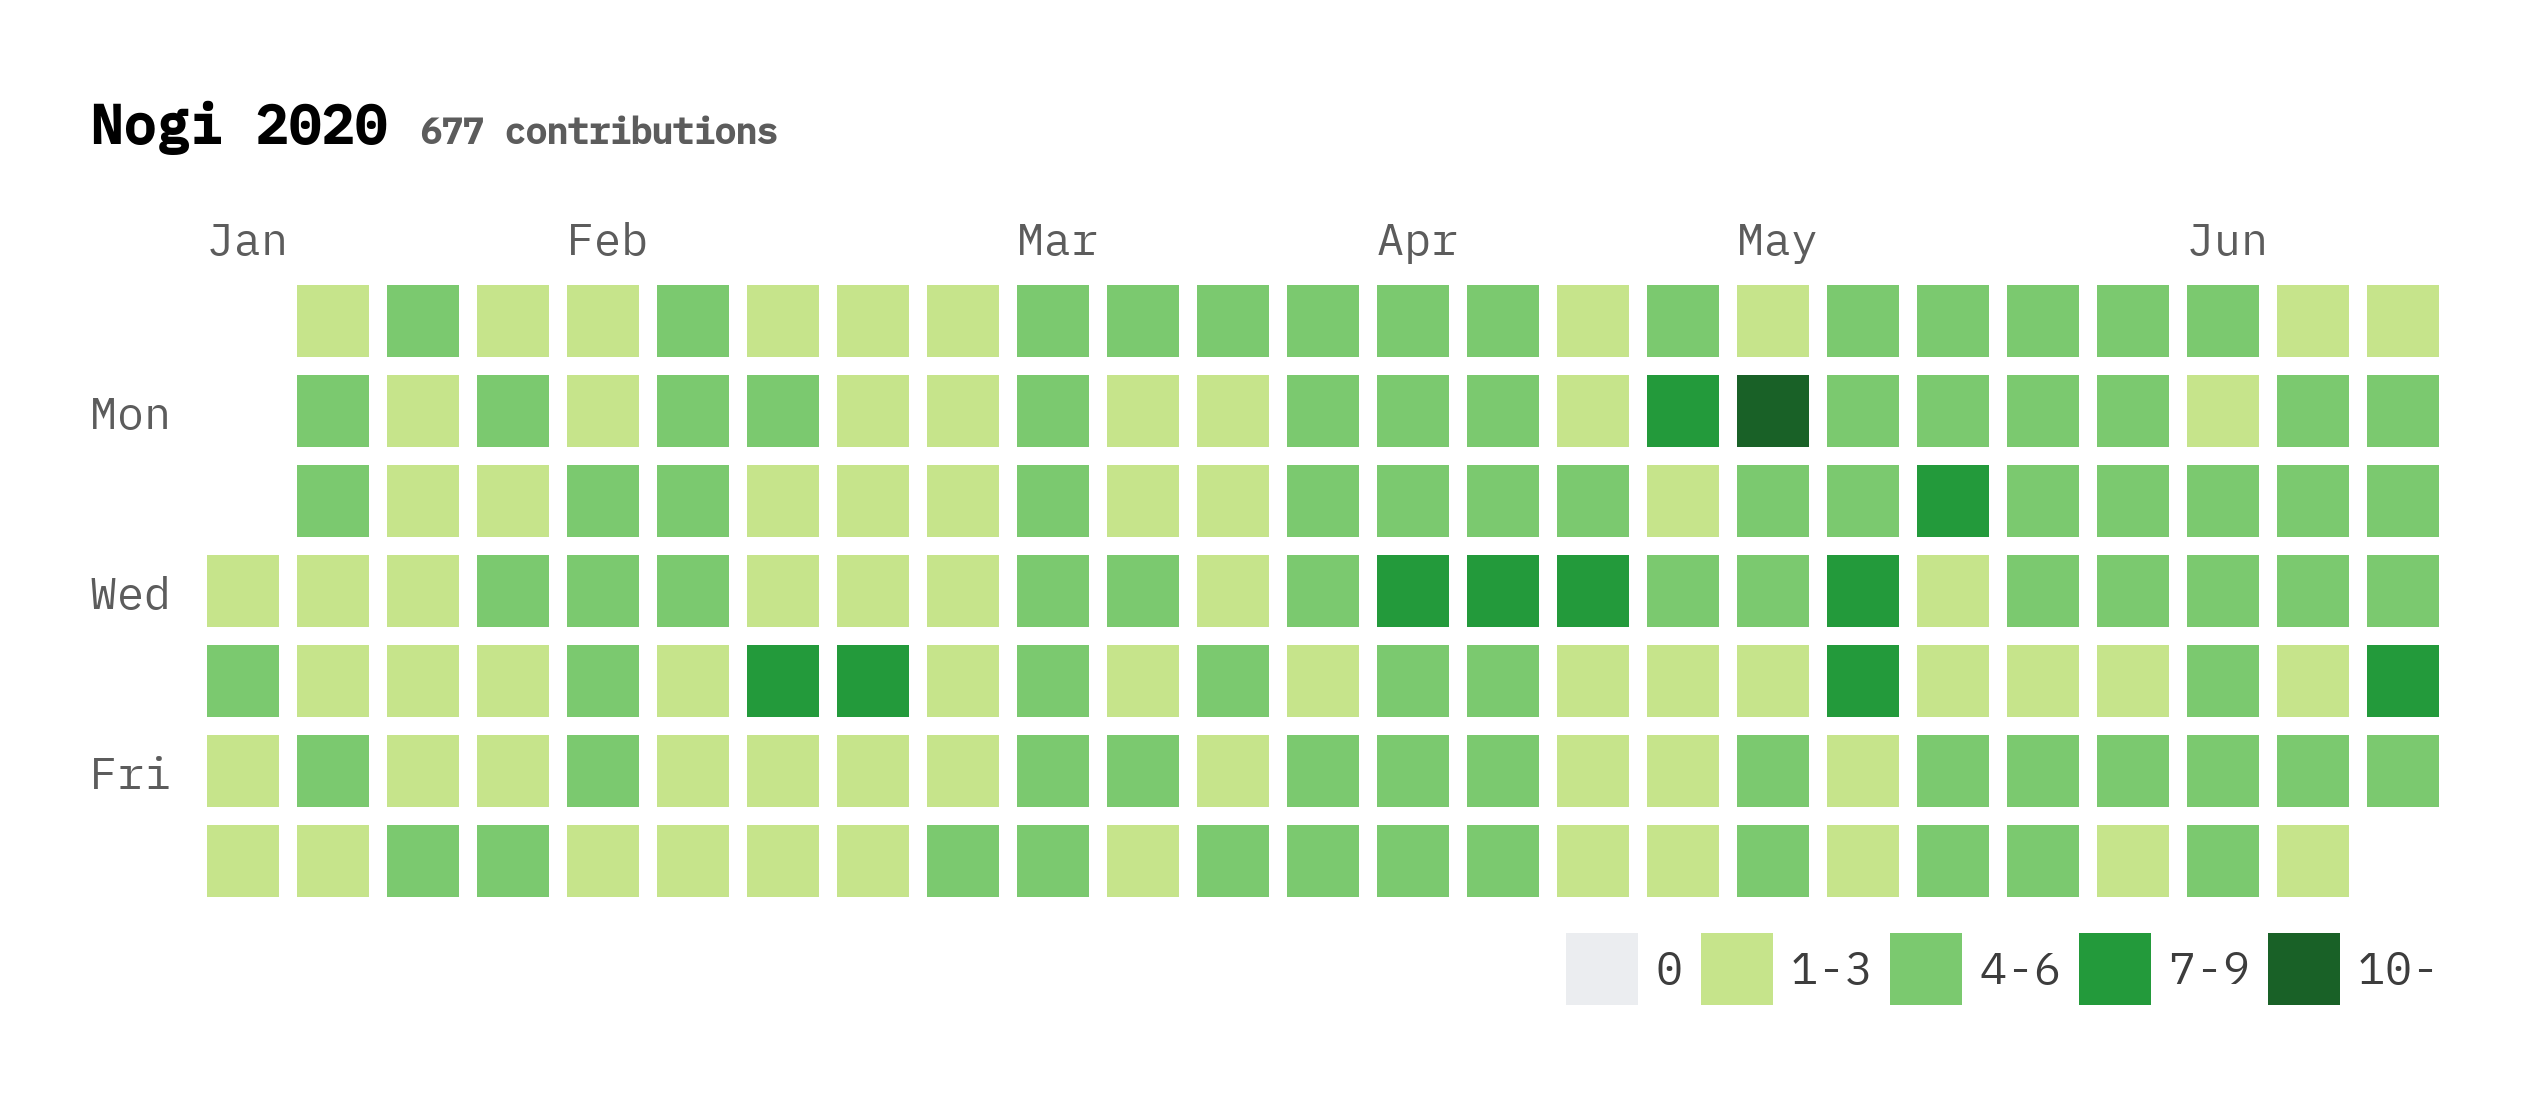 Nogi 2020 677 contributions
Jan Feb Mar Apr May Jun
Mon
Wed
Fri
0 1-3 4-6 7-9 10-